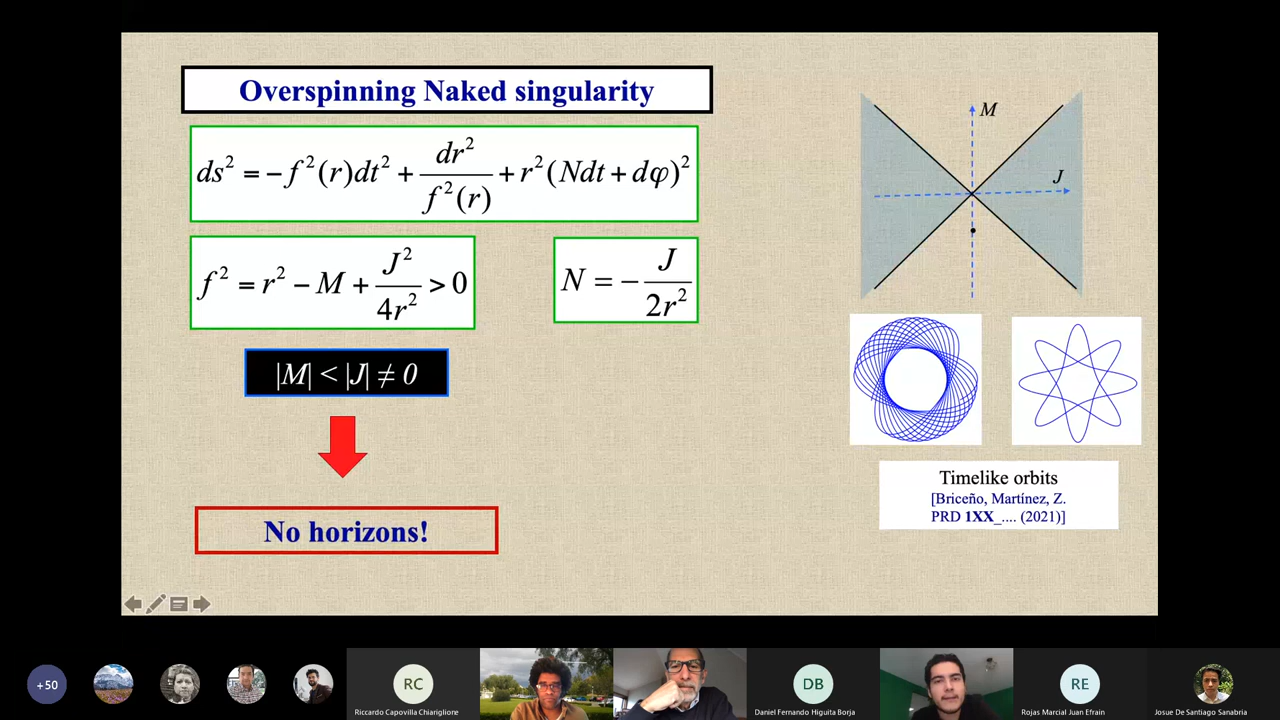 Overspinning Naked singularity
ds² = −f²(r)dt² + dr²/f²(r) + r²(Ndt + dφ)²
f² = r² − M + J²/4r² > 0
N = − J/2r²
|M| < |J| ≠ 0
No horizons!
M
J
Timelike orbits
[Briceño, Martínez, Z.
PRD 1XX_.... (2021)]
+50
RC
Riccardo Capovilla Chiariglione
DB
Daniel Fernando Higuita Borja
RE
Rojas Marcial Juan Efrain
Josue De Santiago Sanabria